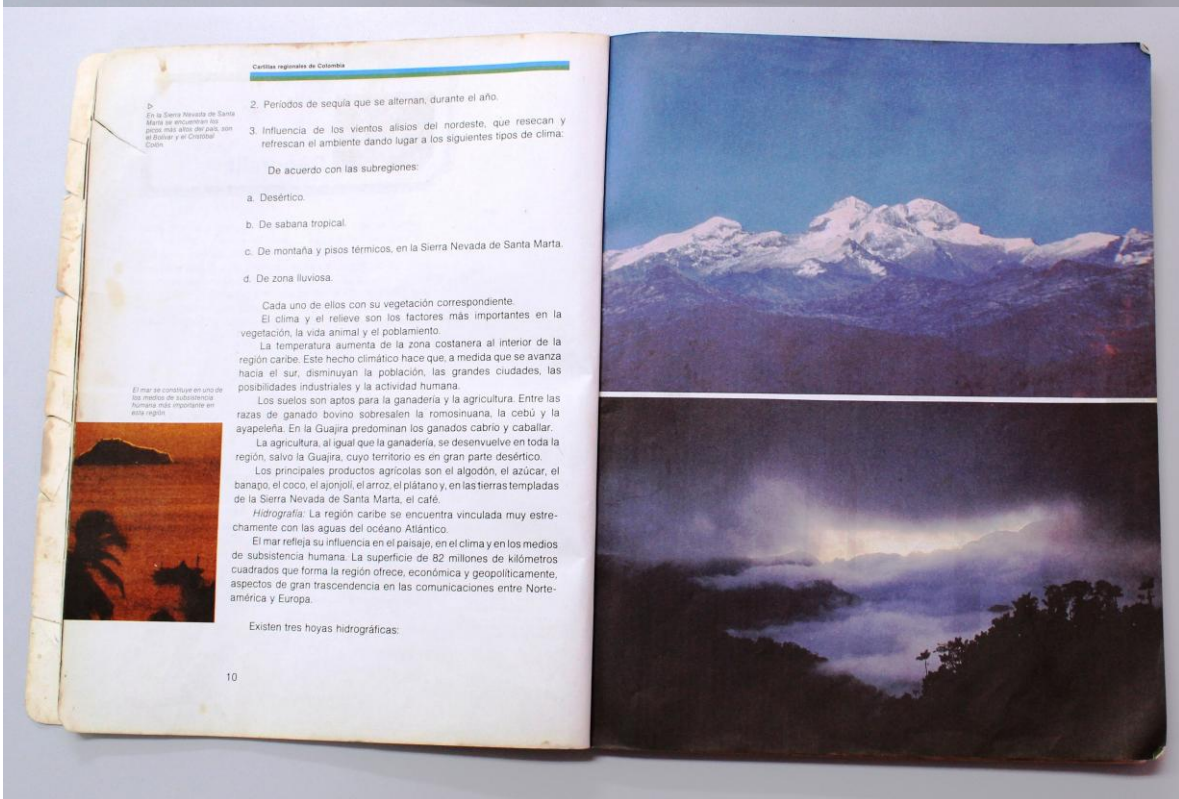 Cartillas regionales de Colombia
▷
En la Sierra Nevada de Santa
Marta se encuentran los
picos más altos del país, son
el Bolívar y el Cristóbal
Colón.
2. Períodos de sequía que se alternan, durante el año.
3. Influencia de los vientos alisios del nordeste, que resecan y
refrescan el ambiente dando lugar a los siguientes tipos de clima:
De acuerdo con las subregiones:
a. Desértico.
b. De sabana tropical.
c. De montaña y pisos térmicos, en la Sierra Nevada de Santa Marta.
d. De zona lluviosa.
Cada uno de ellos con su vegetación correspondiente.
El clima y el relieve son los factores más importantes en la
vegetación, la vida animal y el poblamiento.
La temperatura aumenta de la zona costanera al interior de la
región caribe. Este hecho climático hace que, a medida que se avanza
hacia el sur, disminuyan la población, las grandes ciudades, las
posibilidades industriales y la actividad humana.
Los suelos son aptos para la ganadería y la agricultura. Entre las
razas de ganado bovino sobresalen la romosinuana, la cebú y la
ayapeleña. En la Guajira predominan los ganados cabrío y caballar.
La agricultura, al igual que la ganadería, se desenvuelve en toda la
región, salvo la Guajira, cuyo territorio es en gran parte desértico.
Los principales productos agrícolas son el algodón, el azúcar, el
banano, el coco, el ajonjolí, el arroz, el plátano y, en las tierras templadas
de la Sierra Nevada de Santa Marta, el café.
Hidrografía: La región caribe se encuentra vinculada muy estre-
chamente con las aguas del océano Atlántico.
El mar refleja su influencia en el paisaje, en el clima y en los medios
de subsistencia humana. La superficie de 82 millones de kilómetros
cuadrados que forma la región ofrece, económica y geopolíticamente,
aspectos de gran trascendencia en las comunicaciones entre Norte-
américa y Europa.
Existen tres hoyas hidrográficas:
El mar se constituye en uno de
los medios de subsistencia
humana más importante en
esta región.
10